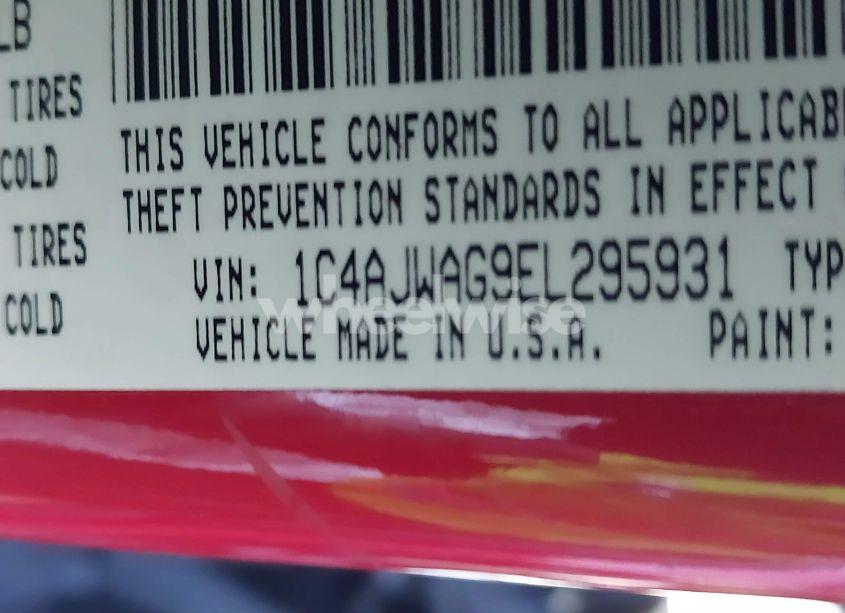 LB
TIRES
COLD
TIRES
COLD
THIS VEHICLE CONFORMS TO ALL APPLICAB
THEFT PREVENTION STANDARDS IN EFFECT
VIN: 1C4AJWAG9EL295931 TYP
VEHICLE MADE IN U.S.A. PAINT:
wheelwise